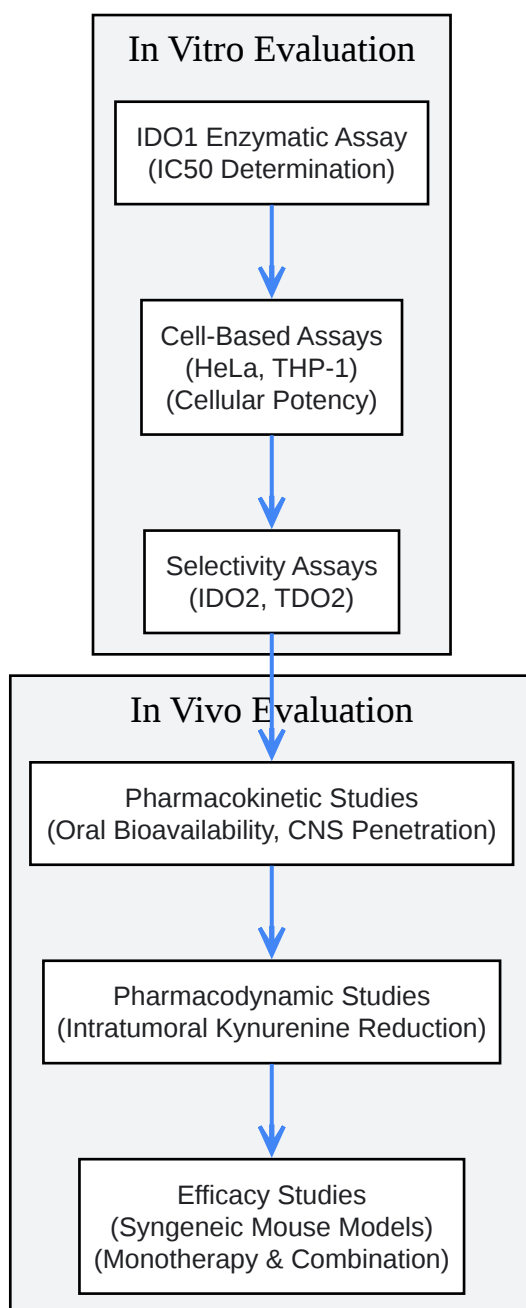 In Vitro Evaluation
IDO1 Enzymatic Assay
(IC50 Determination)
Cell-Based Assays
(HeLa, THP-1)
(Cellular Potency)
Selectivity Assays
(IDO2, TDO2)
In Vivo Evaluation
Pharmacokinetic Studies
(Oral Bioavailability, CNS Penetration)
Pharmacodynamic Studies
(Intratumoral Kynurenine Reduction)
Efficacy Studies
(Syngeneic Mouse Models)
(Monotherapy & Combination)